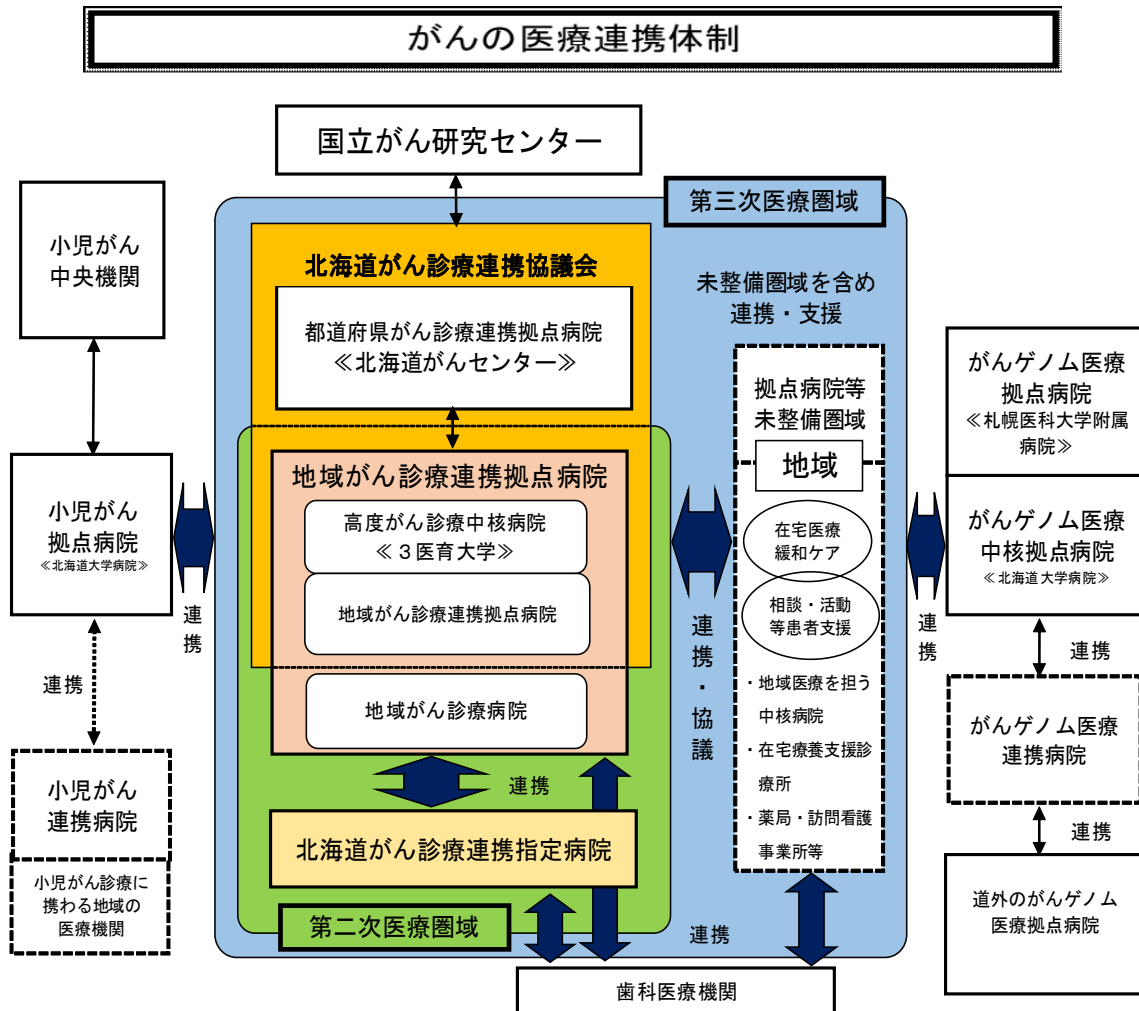 がんの医療連携体制
国立がん研究センター
第三次医療圏域
小児がん
中央機関
北海道がん診療連携協議会
都道府県がん診療連携拠点病院
≪北海道がんセンター≫
未整備圏域を含め
連携・支援
拠点病院等
未整備圏域
地域
在宅医療
緩和ケア
相談・活動
等患者支援
・地域医療を担う
中核病院
・在宅療養支援診
療所
・薬局・訪問看護
事業所等
がんゲノム医療
拠点病院
≪札幌医科大学附属
病院≫
がんゲノム医療
中核拠点病院
≪北海道大学病院≫
連携
がんゲノム医療
連携病院
連携
道外のがんゲノム
医療拠点病院
小児がん
拠点病院
≪北海道大学病院≫
連携
小児がん
連携病院
小児がん診療に
携わる地域の
医療機関
連携
地域がん診療連携拠点病院
高度がん診療中核病院
≪３医育大学≫
地域がん診療連携拠点病院
地域がん診療病院
連携
北海道がん診療連携指定病院
第二次医療圏域
連携・協議
連携
連携
歯科医療機関